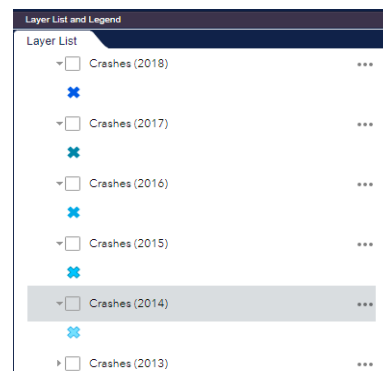 Layer List and Legend
Layer List
Crashes (2018)
Crashes (2017)
Crashes (2016)
Crashes (2015)
Crashes (2014)
Crashes (2013)